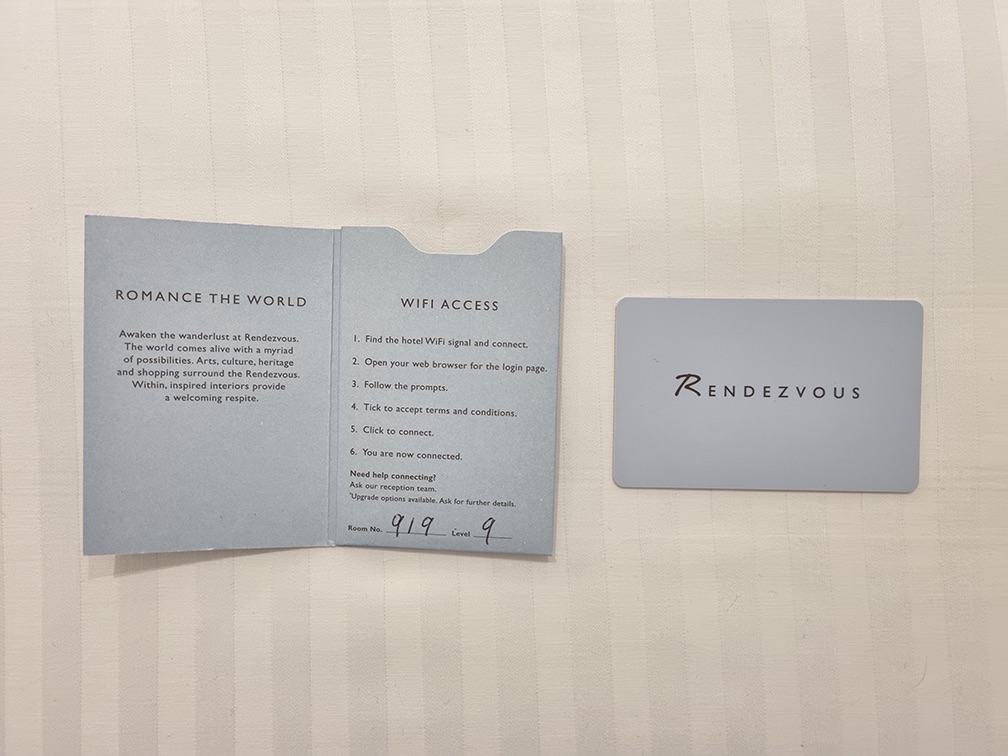 ROMANCE THE WORLD
Awaken the wanderlust at Rendezvous.
The world comes alive with a myriad
of possibilities. Arts, culture, heritage
and shopping surround the Rendezvous.
Within, inspired interiors provide
a welcoming respite.
WIFI ACCESS
1. Find the hotel WiFi signal and connect.
2. Open your web browser for the login page.
3. Follow the prompts.
4. Tick to accept terms and conditions.
5. Click to connect.
6. You are now connected.
Need help connecting?
Ask our reception team.
*Upgrade options available. Ask for further details.
Room No. 919 Level 9
RENDEZVOUS